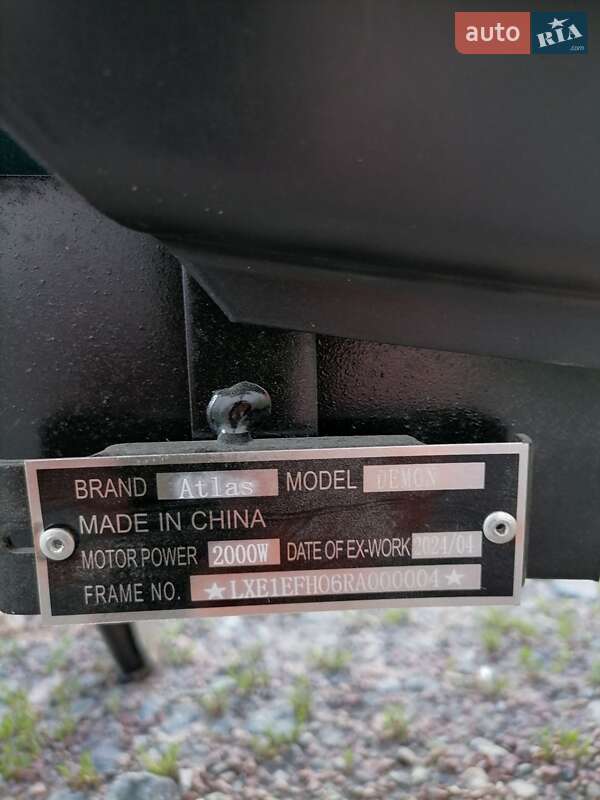 auto RIA.com
BRAND Atlas MODEL DEMON
MADE IN CHINA
MOTOR POWER 2000W DATE OF EX-WORK 2024/04
FRAME NO. ★LXE1EFH06RA000004★